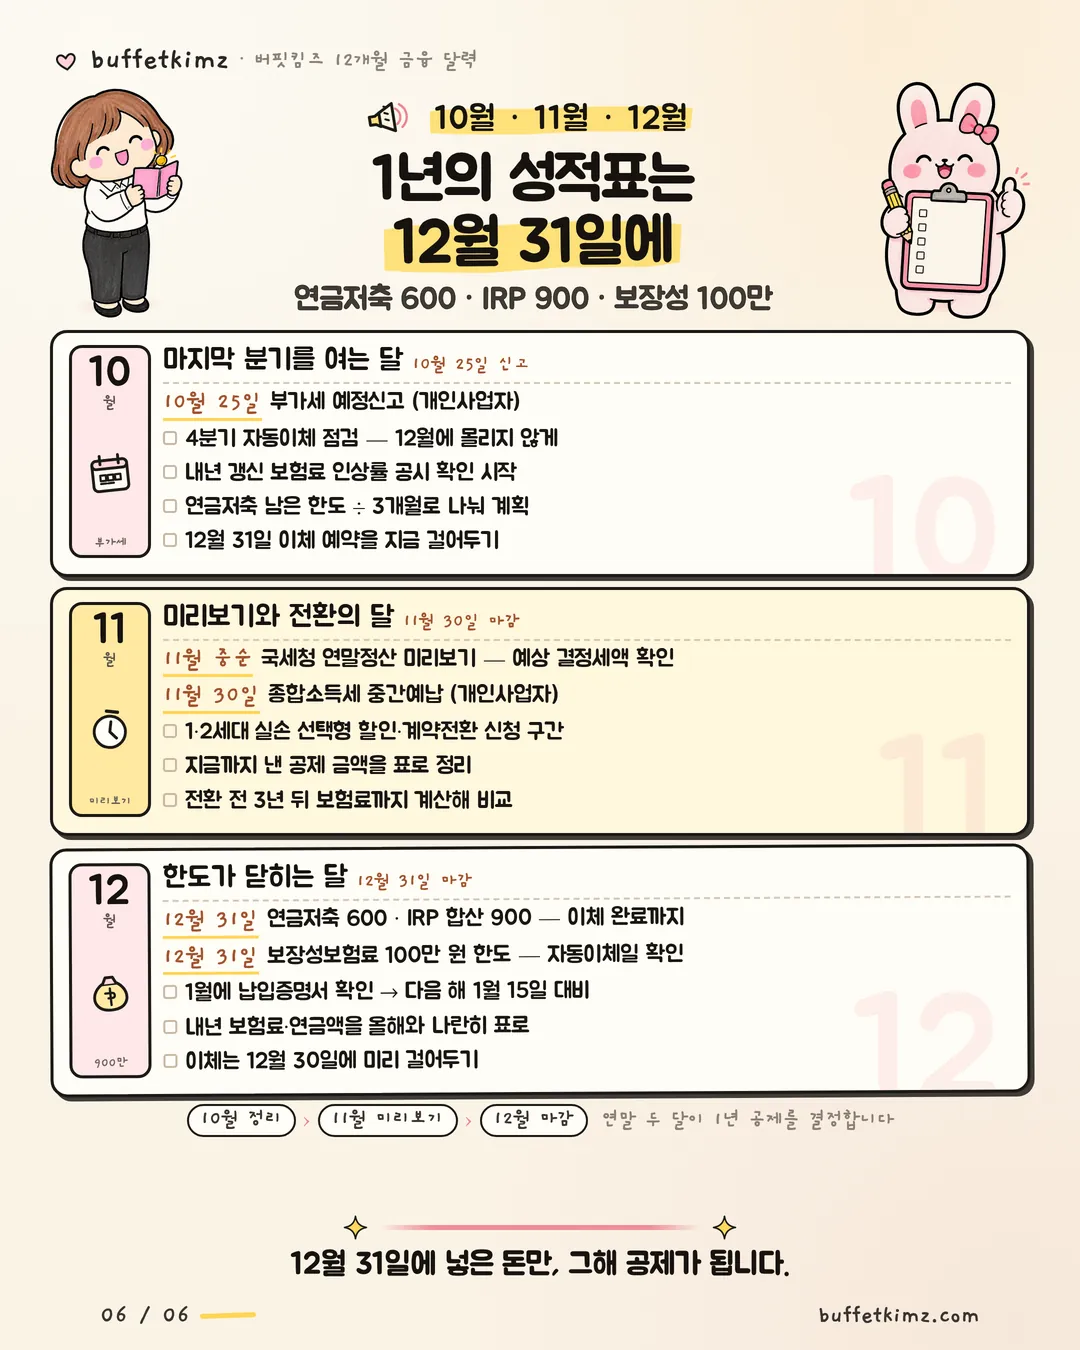 buffetkimz · 버핏킴즈 12개월 금융 달력
10월 · 11월 · 12월
1년의 성적표는
12월 31일에
연금저축 600 · IRP 900 · 보장성 100만
10
월
부가세
마지막 분기를 여는 달 10월 25일 신고
10월 25일 부가세 예정신고 (개인사업자)
4분기 자동이체 점검 — 12월에 몰리지 않게
내년 갱신 보험료 인상률 공시 확인 시작
연금저축 남은 한도 ÷ 3개월로 나눠 계획
12월 31일 이체 예약을 지금 걸어두기
10
11
월
미리보기
미리보기와 전환의 달 11월 30일 마감
11월 중순 국세청 연말정산 미리보기 — 예상 결정세액 확인
11월 30일 종합소득세 중간예납 (개인사업자)
1·2세대 실손 선택형 할인·계약전환 신청 구간
지금까지 낸 공제 금액을 표로 정리
전환 전 3년 뒤 보험료까지 계산해 비교
11
12
월
900만
한도가 닫히는 달 12월 31일 마감
12월 31일 연금저축 600 · IRP 합산 900 — 이체 완료까지
12월 31일 보장성보험료 100만 원 한도 — 자동이체일 확인
1월에 납입증명서 확인 → 다음 해 1월 15일 대비
내년 보험료·연금액을 올해와 나란히 표로
이체는 12월 30일에 미리 걸어두기
12
10월 정리 › 11월 미리보기 › 12월 마감 연말 두 달이 1년 공제를 결정합니다
12월 31일에 넣은 돈만, 그해 공제가 됩니다.
06 / 06
buffetkimz.com